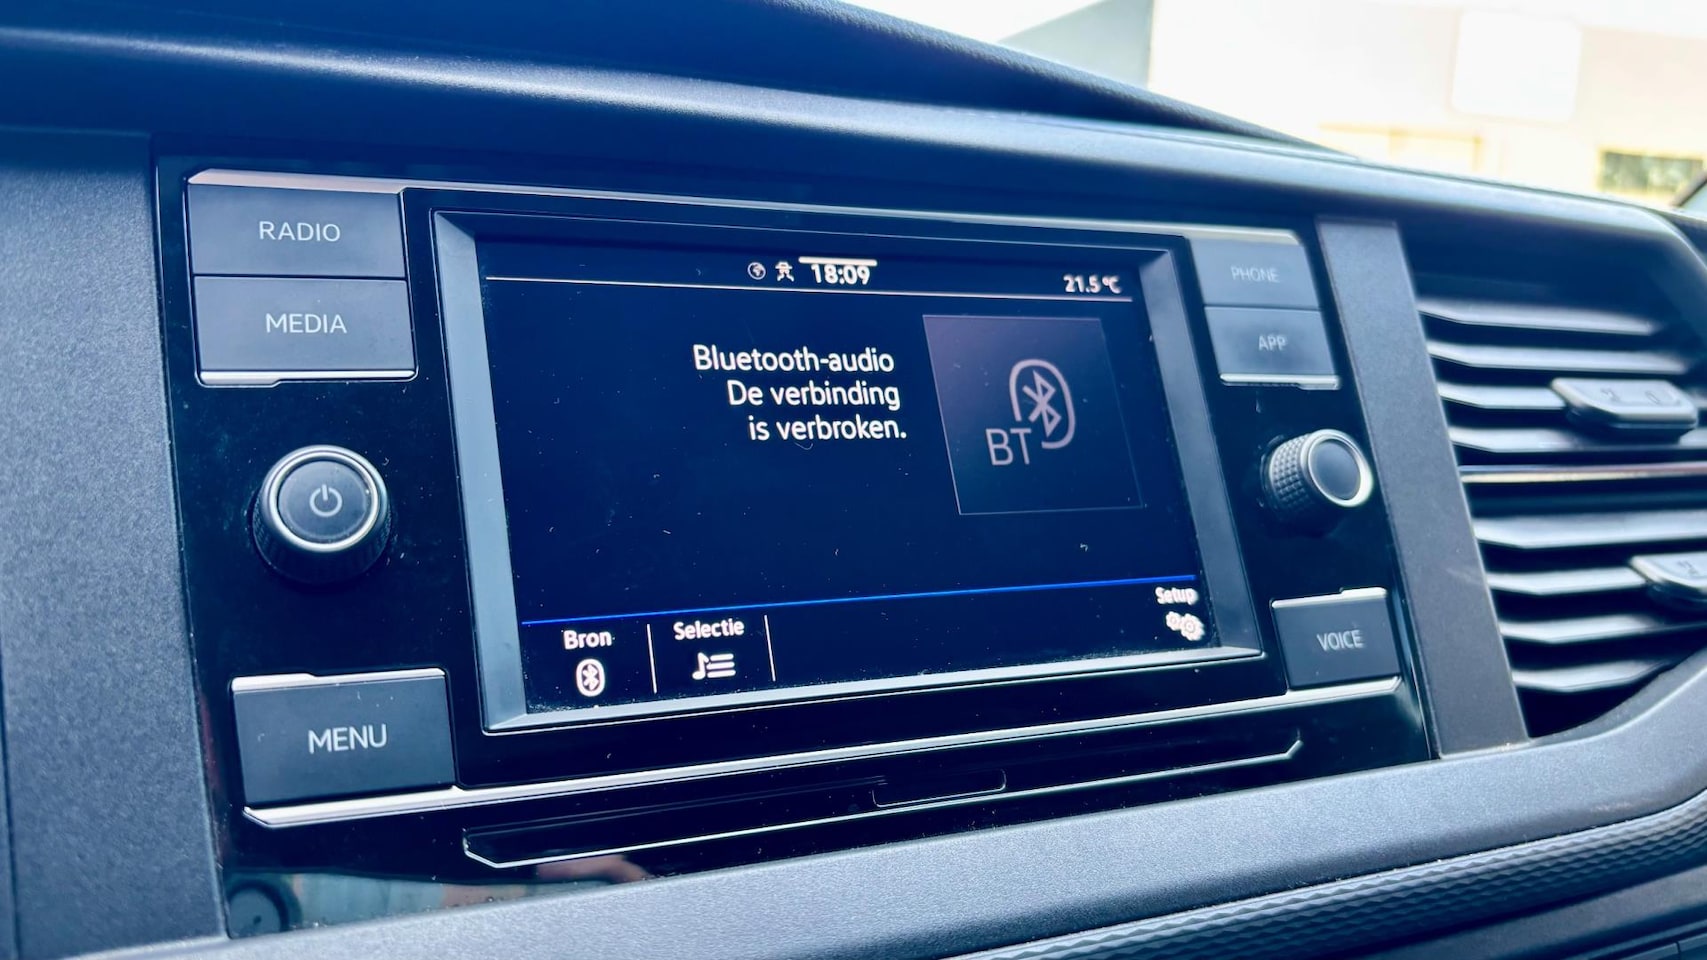 RADIO
MEDIA
MENU
18:09
21.5°C
Bluetooth-audio
De verbinding
is verbroken.
BT
Bron
Selectie
Setup
PHONE
APP
VOICE